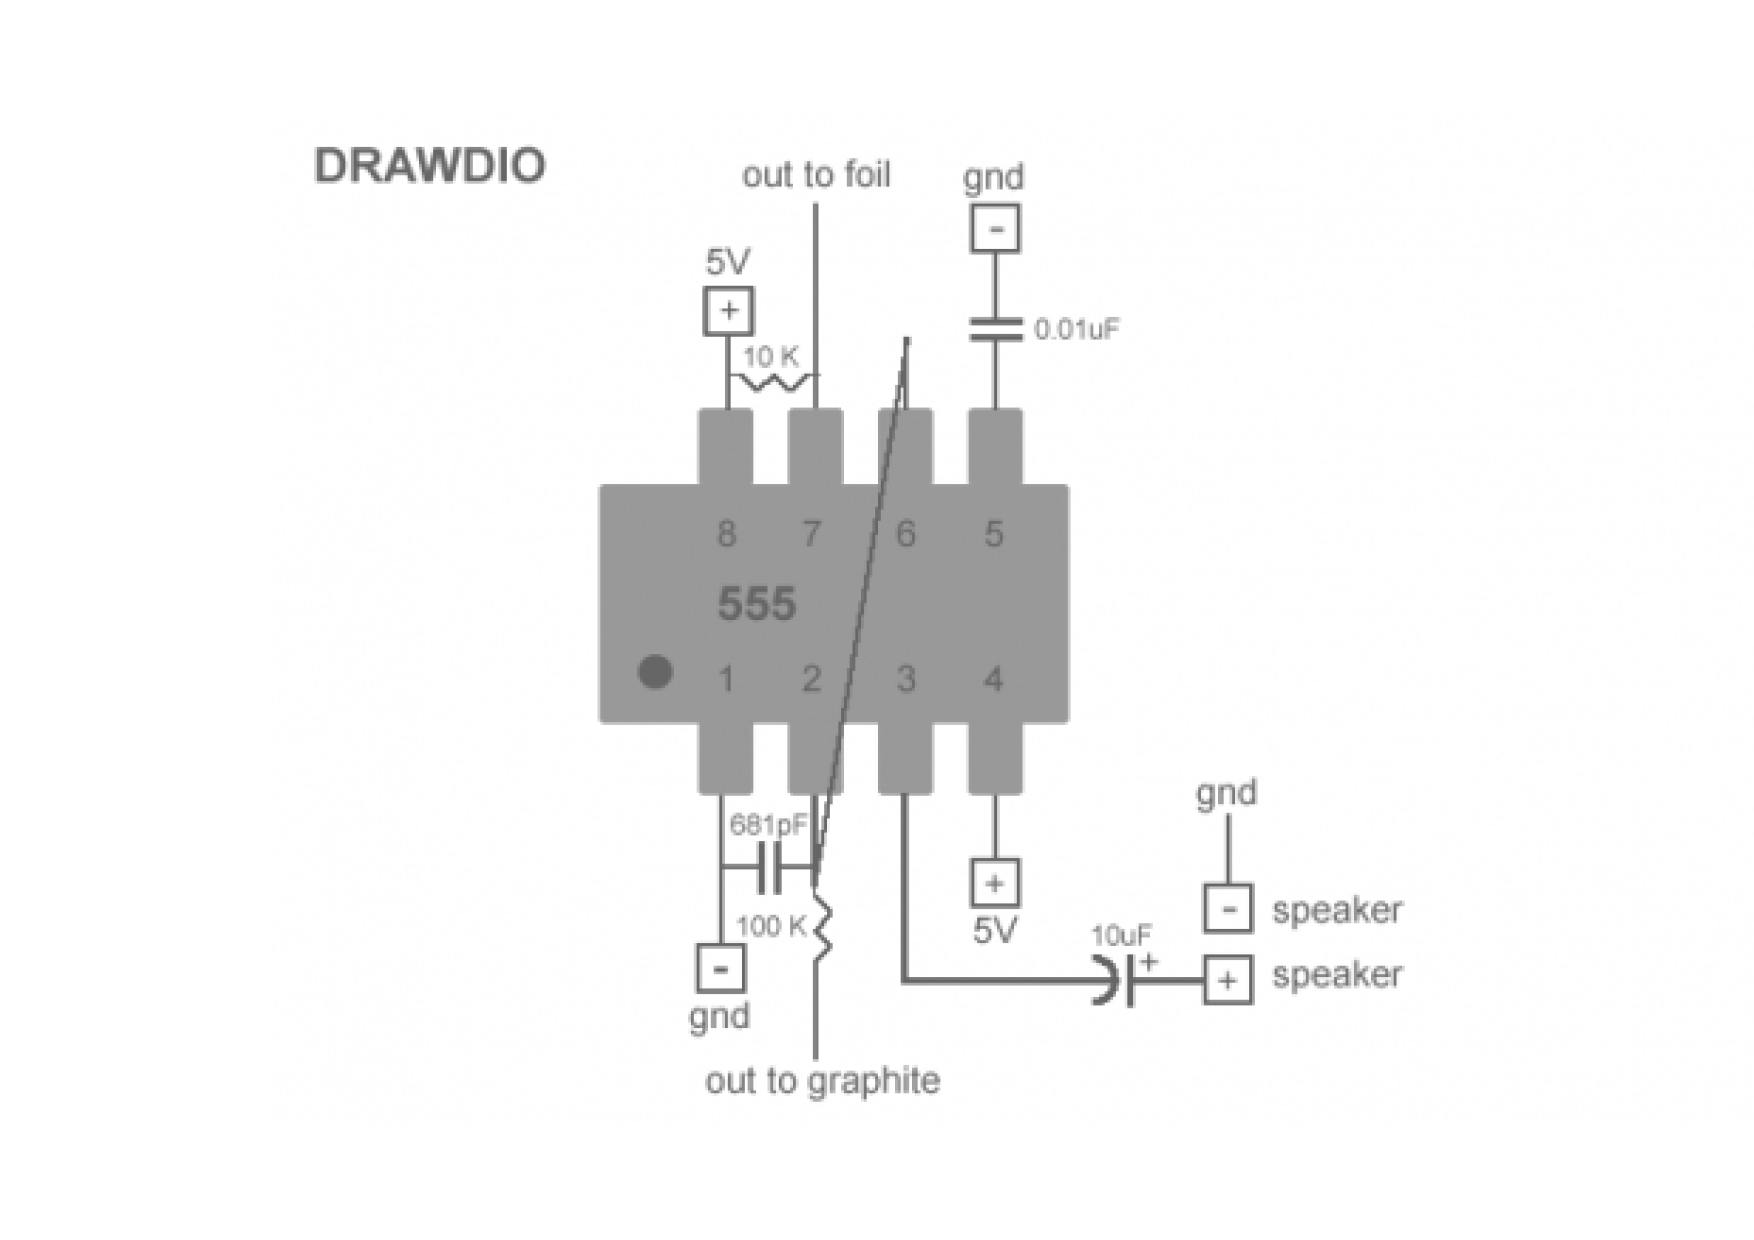 DRAWDIO
out to foil
gnd
-
5V
+
10 K
0.01uF
8 7 6 5
555
1 2 3 4
681pF
100 K
-
gnd
+
5V
gnd
- speaker
10uF
+
+ speaker
out to graphite